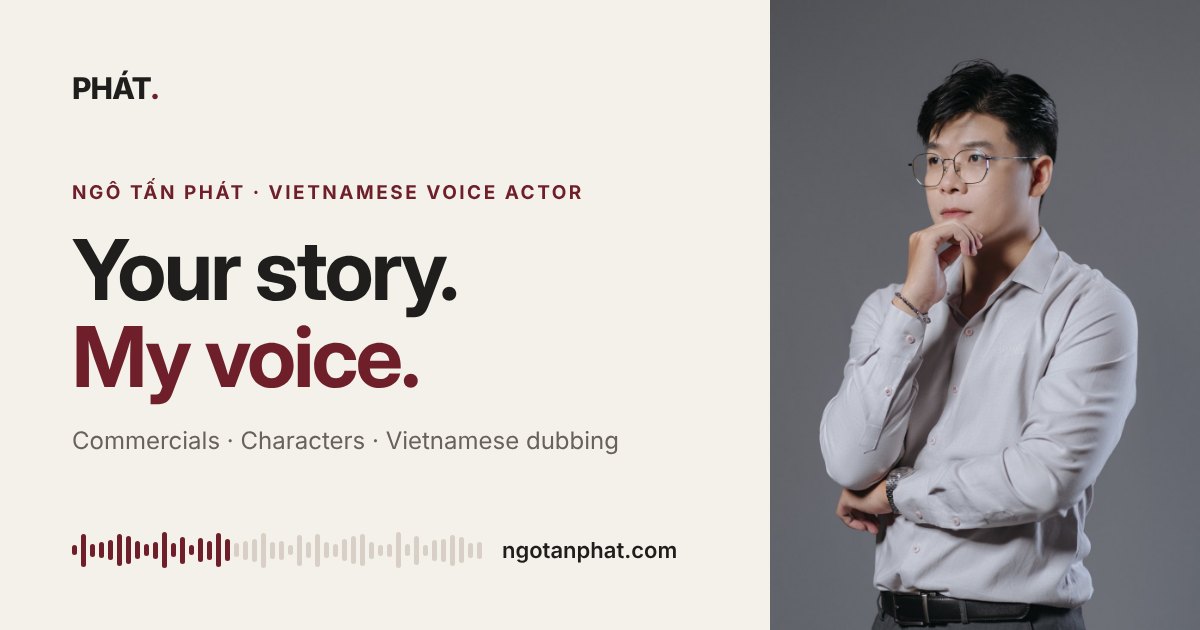 PHÁT.
NGÔ TẤN PHÁT · VIETNAMESE VOICE ACTOR
Your story.
My voice.
Commercials · Characters · Vietnamese dubbing
ngotanphat.com